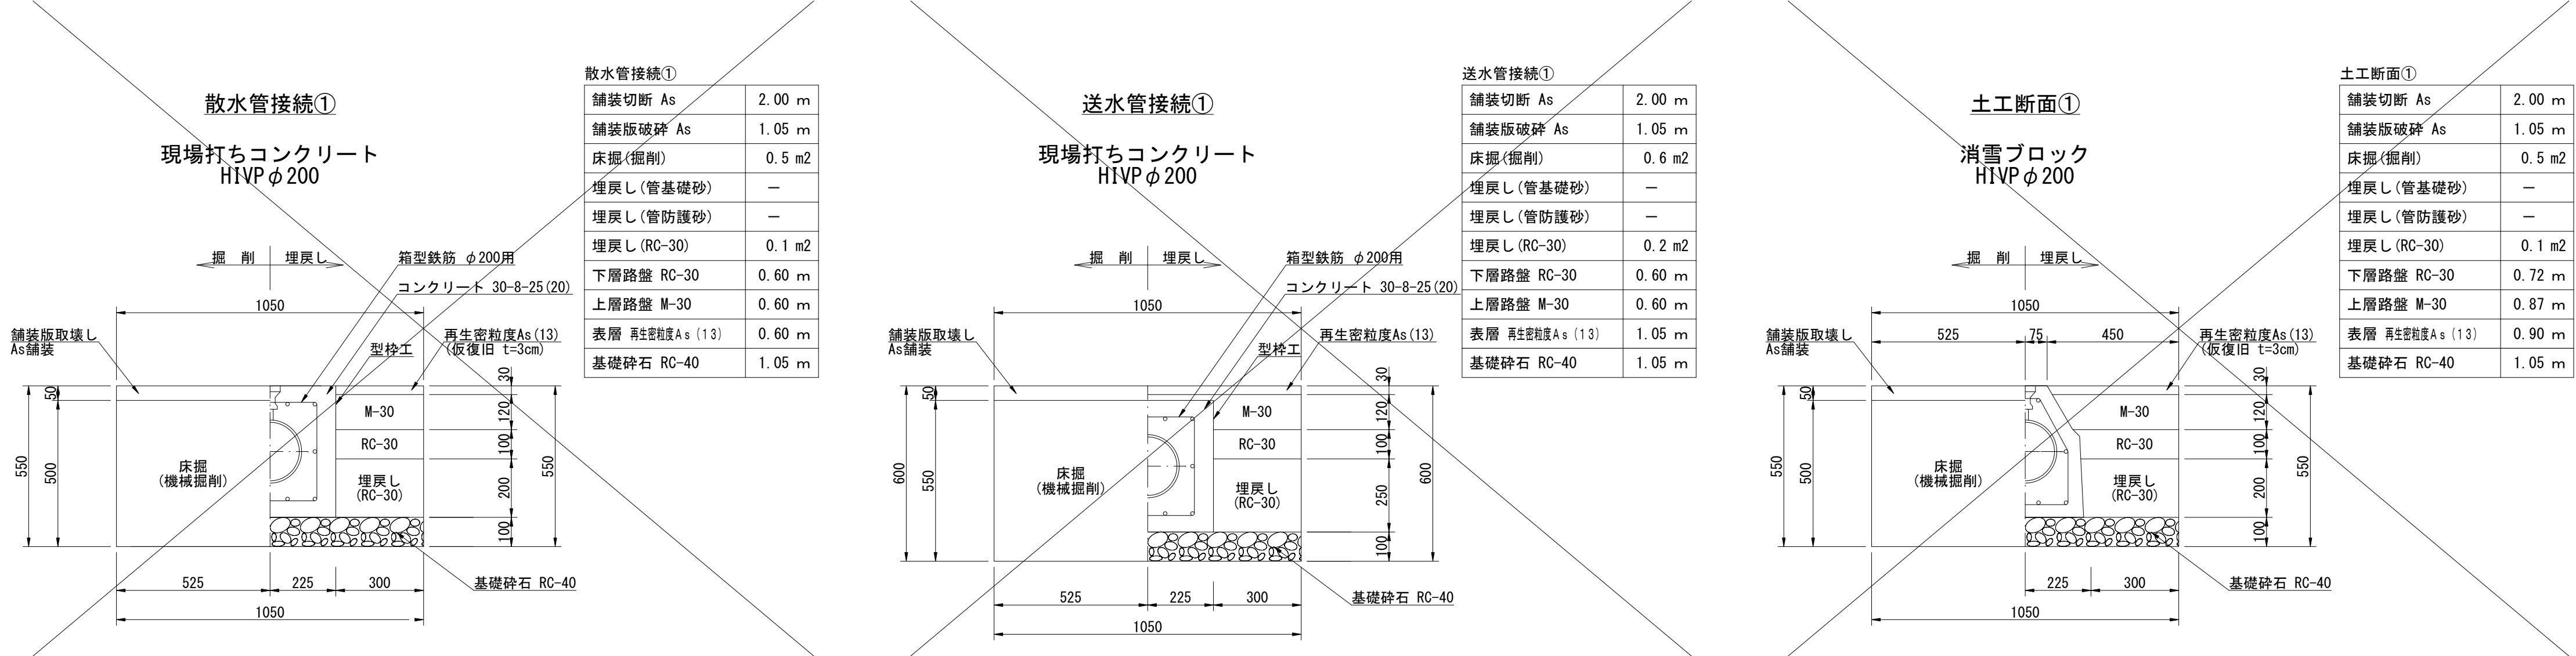 散水管接続①
現場打ちコンクリート
HIVPφ200
掘 削
埋戻し
箱型鉄筋 φ200用
コンクリート 30-8-25(20)
1050
舗装版取壊し
As舗装
再生密粒度As(13)
(仮復旧 t=3cm)
型枠工
50
500
550
床掘
(機械掘削)
M-30
RC-30
埋戻し
(RC-30)
30
120
100
200
100
550
基礎砕石 RC-40
525
225
300
1050
散水管接続①
舗装切断 As 2.00 m
舗装版破砕 As 1.05 m
床掘(掘削) 0.5 m2
埋戻し(管基礎砂) －
埋戻し(管防護砂) －
埋戻し(RC-30) 0.1 m2
下層路盤 RC-30 0.60 m
上層路盤 M-30 0.60 m
表層 再生密粒度As(13) 0.60 m
基礎砕石 RC-40 1.05 m
送水管接続①
現場打ちコンクリート
HIVPφ200
掘 削
埋戻し
箱型鉄筋 φ200用
コンクリート 30-8-25(20)
1050
舗装版取壊し
As舗装
再生密粒度As(13)
型枠工
50
550
600
床掘
(機械掘削)
M-30
RC-30
埋戻し
(RC-30)
30
120
100
250
100
600
基礎砕石 RC-40
525
225
300
1050
送水管接続①
舗装切断 As 2.00 m
舗装版破砕 As 1.05 m
床掘(掘削) 0.6 m2
埋戻し(管基礎砂) －
埋戻し(管防護砂) －
埋戻し(RC-30) 0.2 m2
下層路盤 RC-30 0.60 m
上層路盤 M-30 0.60 m
表層 再生密粒度As(13) 1.05 m
基礎砕石 RC-40 1.05 m
土工断面①
消雪ブロック
HIVPφ200
掘 削
埋戻し
1050
525
75
450
舗装版取壊し
As舗装
再生密粒度As(13)
(仮復旧 t=3cm)
50
500
550
床掘
(機械掘削)
M-30
RC-30
埋戻し
(RC-30)
30
120
100
200
100
550
基礎砕石 RC-40
225
300
1050
土工断面①
舗装切断 As 2.00 m
舗装版破砕 As 1.05 m
床掘(掘削) 0.5 m2
埋戻し(管基礎砂) －
埋戻し(管防護砂) －
埋戻し(RC-30) 0.1 m2
下層路盤 RC-30 0.72 m
上層路盤 M-30 0.87 m
表層 再生密粒度As(13) 0.90 m
基礎砕石 RC-40 1.05 m